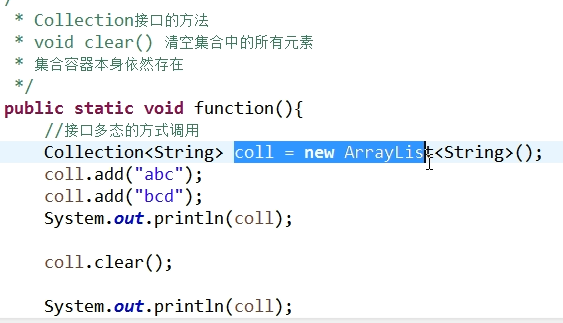 /
* Collection接口的方法
* void clear() 清空集合中的所有元素
* 集合容器本身依然存在
*/
public static void function(){
//接口多态的方式调用
Collection<String> coll = new ArrayList<String>();
coll.add("abc");
coll.add("bcd");
System.out.println(coll);
coll.clear();
System.out.println(coll);